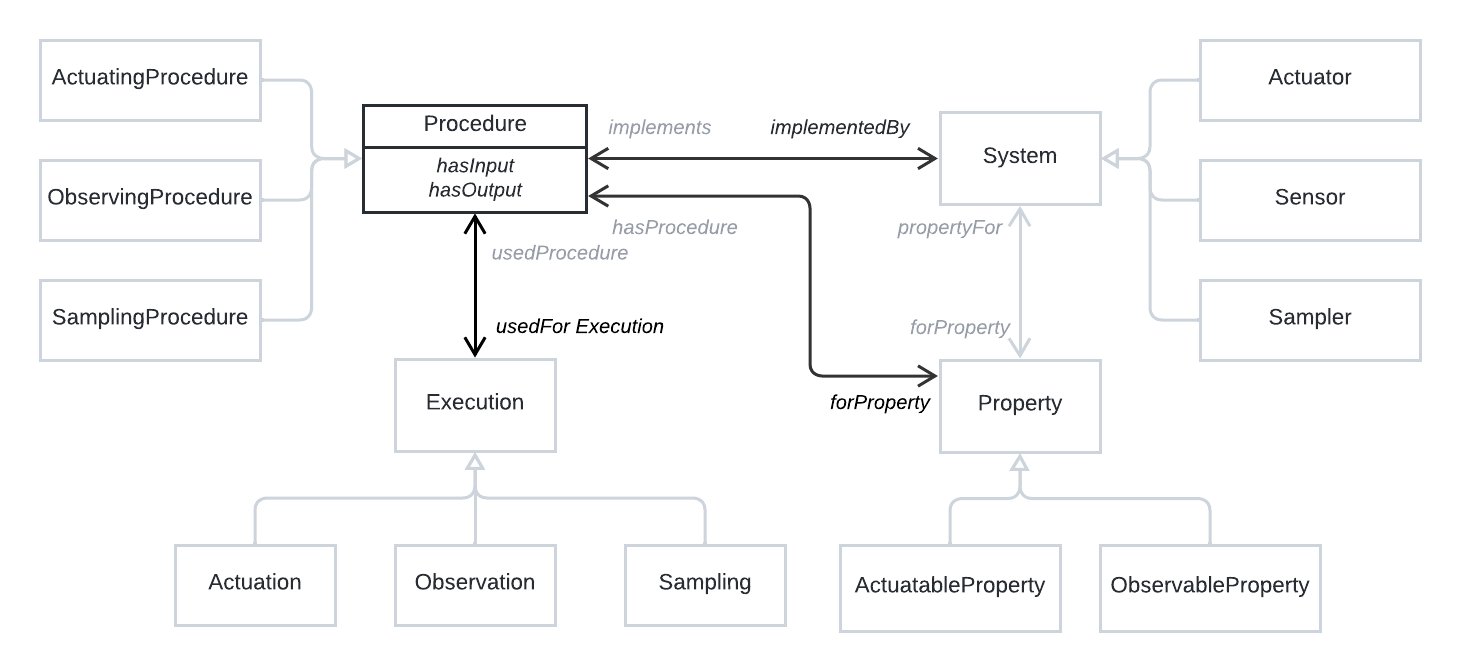 ActuatingProcedure
Actuator
Procedure
implements
implementedBy
System
hasInput
hasOutput
ObservingProcedure
Sensor
hasProcedure
propertyFor
usedProcedure
SamplingProcedure
Sampler
usedFor Execution
forProperty
Execution
forProperty
Property
Actuation
Observation
Sampling
ActuatableProperty
ObservableProperty